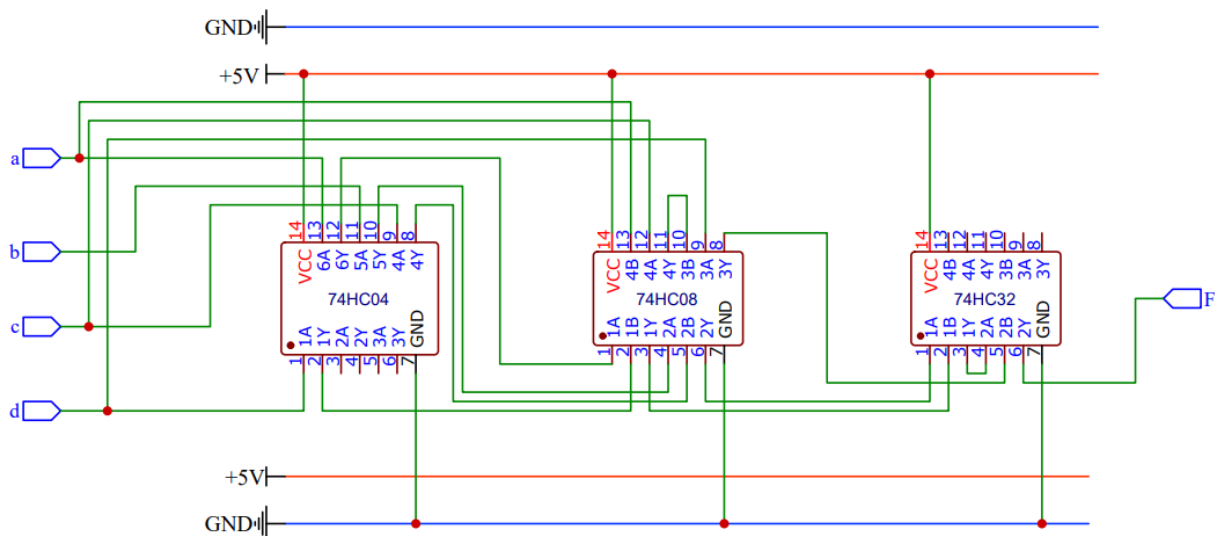 GND
+5V
a
b
c
d
14 13 12 11 10 9 8
VCC 6A 6Y 5A 5Y 4A 4Y
74HC04
1A 1Y 2A 2Y 3A 3Y GND
1 2 3 4 5 6 7
14 13 12 11 10 9 8
VCC 4B 4A 4Y 3B 3A 3Y
74HC08
1A 1B 1Y 2A 2B 2Y GND
1 2 3 4 5 6 7
14 13 12 11 10 9 8
VCC 4B 4A 4Y 3B 3A 3Y
74HC32
1A 1B 1Y 2A 2B 2Y GND
1 2 3 4 5 6 7
F
+5V
GND